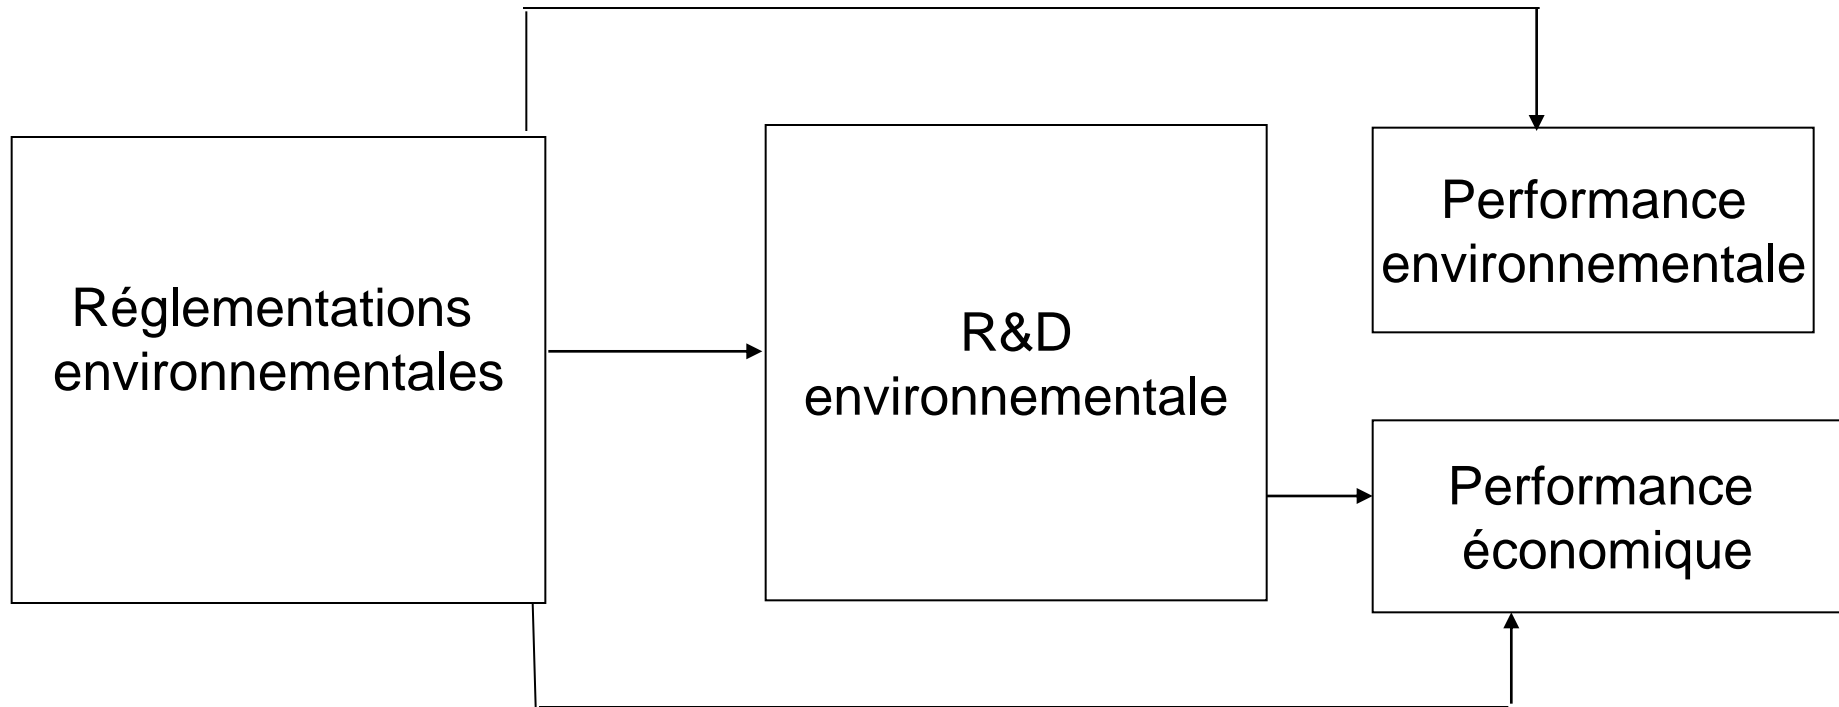 Réglementations
environnementales
R&D
environnementale
Performance
environnementale
Performance
économique